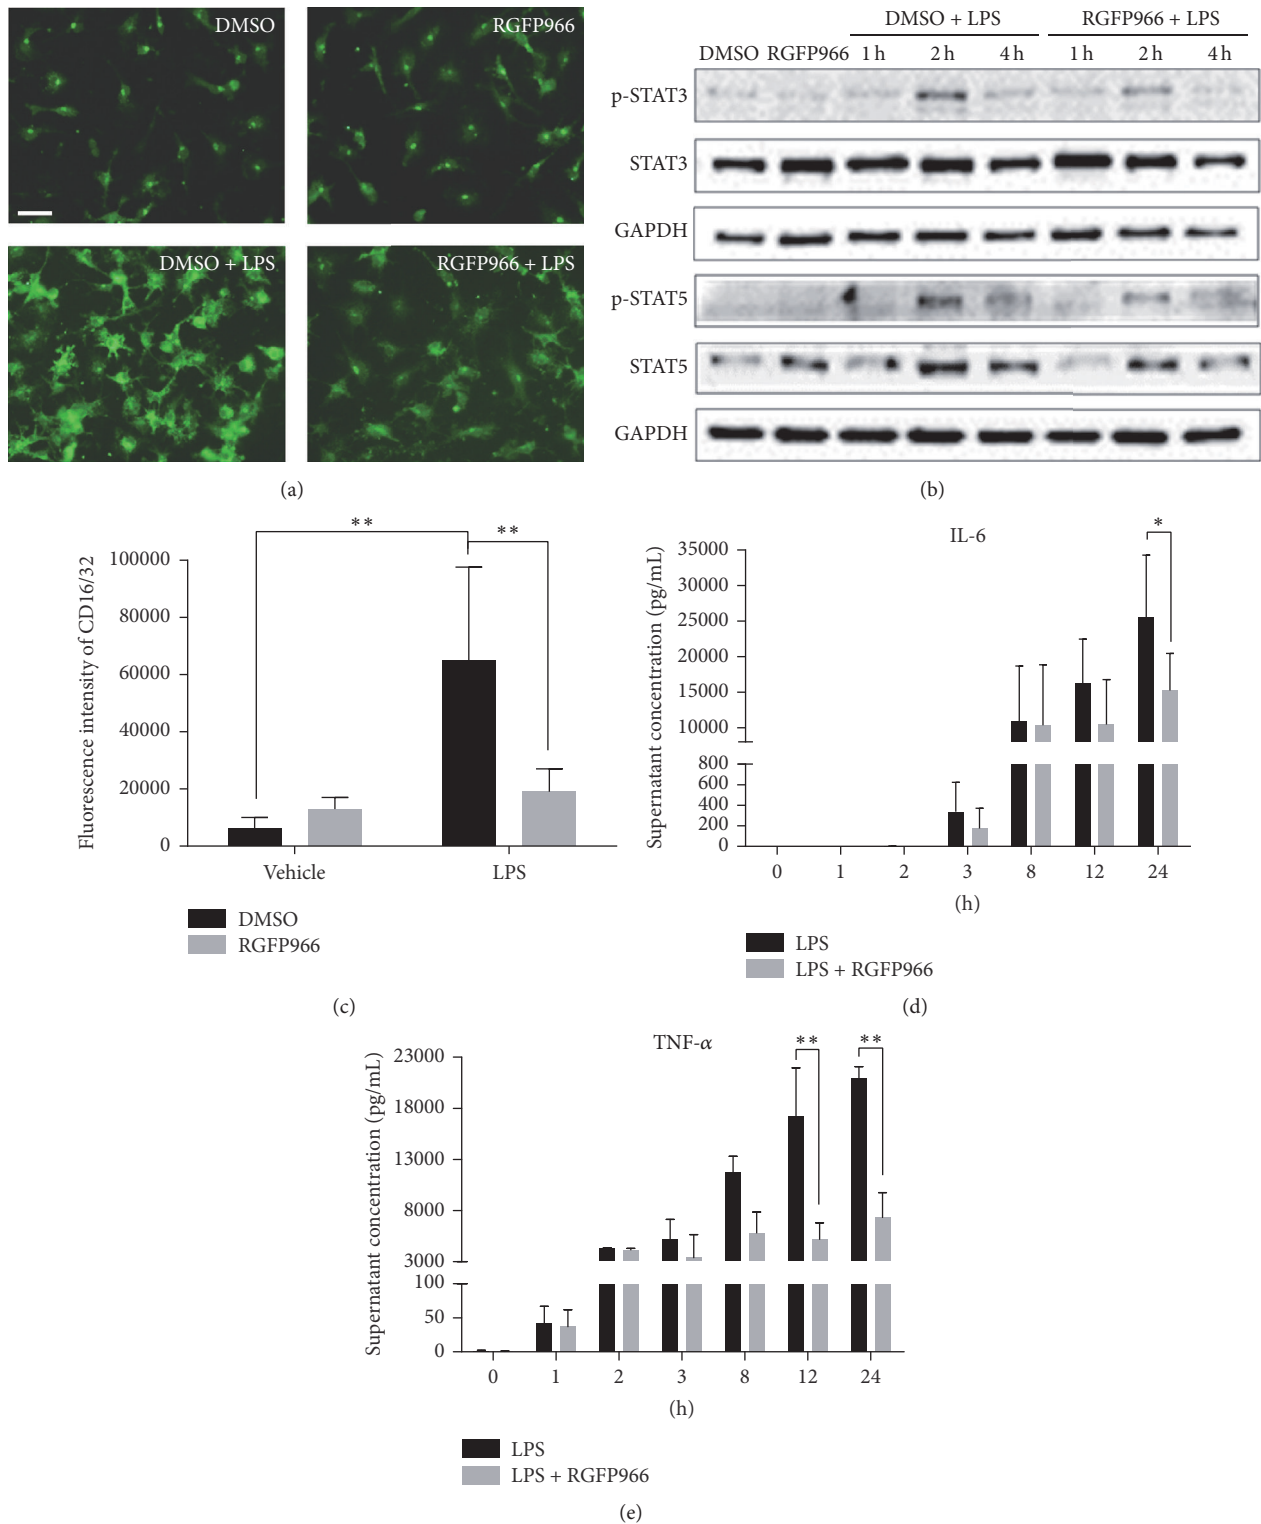 DMSO
RGFP966
DMSO + LPS
RGFP966 + LPS
(a)
DMSO + LPS RGFP966 + LPS
DMSO RGFP966 1 h 2 h 4 h 1 h 2 h 4 h
p-STAT3
STAT3
GAPDH
p-STAT5
STAT5
GAPDH
(b)
Fluorescence intensity of CD16/32
100000
80000
60000
40000
20000
0
** **
Vehicle LPS
DMSO
RGFP966
(c)
IL-6
Supernatant concentration (pg/mL)
35000
30000
25000
20000
15000
10000
800
600
400
200
0
*
0 1 2 3 8 12 24
(h)
LPS
LPS + RGFP966
(d)
TNF-α
Supernatant concentration (pg/mL)
23000
18000
13000
8000
3000
100
50
0
** **
0 1 2 3 8 12 24
(h)
LPS
LPS + RGFP966
(e)